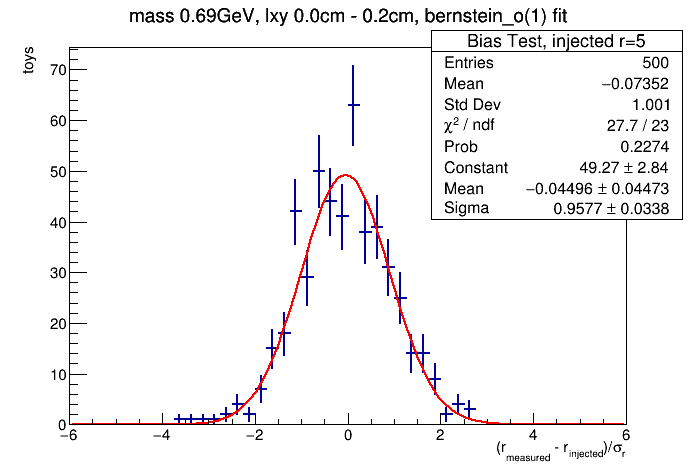 mass 0.69GeV, lxy 0.0cm - 0.2cm, bernstein_o(1) fit
Bias Test, injected r=5
Entries 500
Mean −0.07352
Std Dev 1.001
χ² / ndf 27.7 / 23
Prob 0.2274
Constant 49.27 ± 2.84
Mean −0.04496 ± 0.04473
Sigma 0.9577 ± 0.0338
toys
70
60
50
40
30
20
10
0
−6 −4 −2 0 2 4 6
(r_measured - r_injected)/σ_r